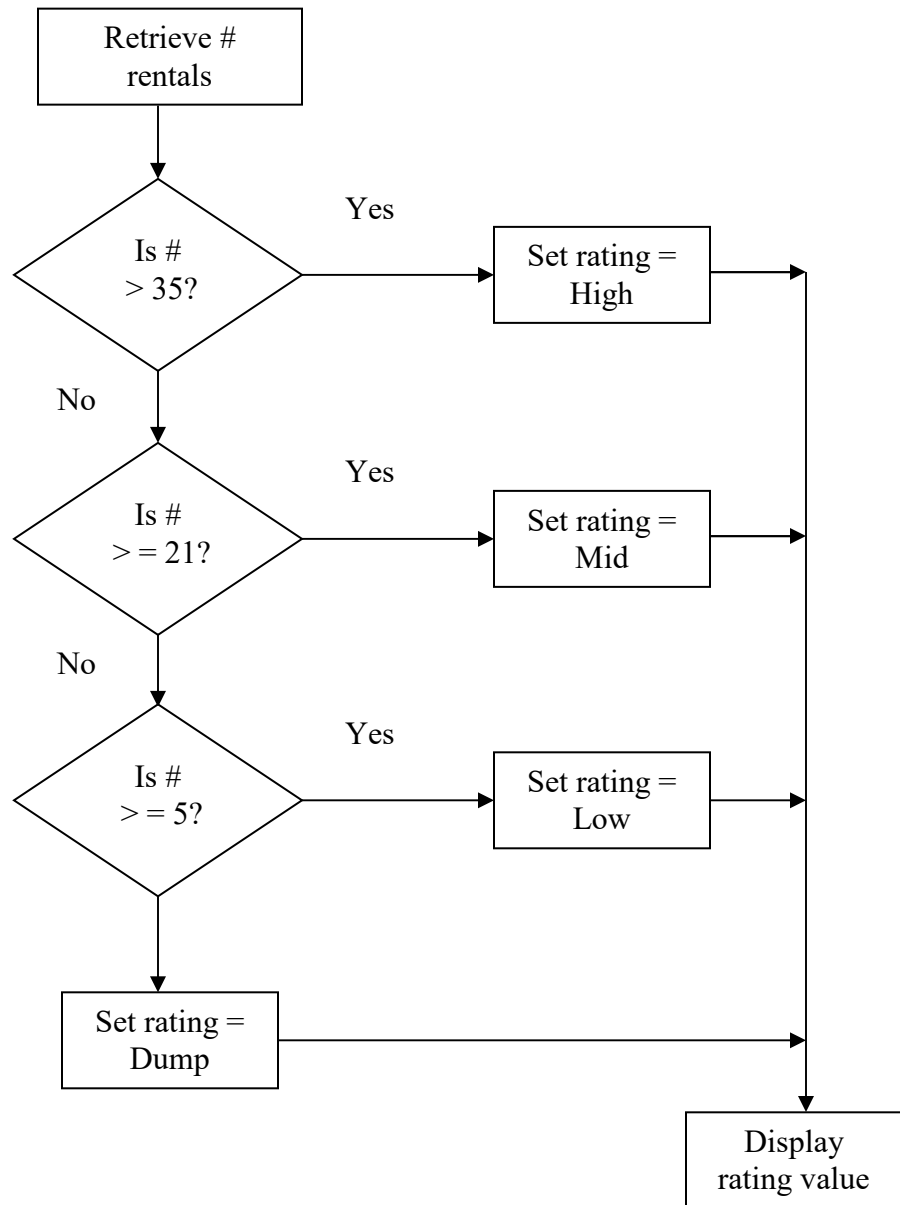 Retrieve #
rentals
Is #
> 35?
Yes
Set rating =
High
No
Is #
> = 21?
Yes
Set rating =
Mid
No
Is #
> = 5?
Yes
Set rating =
Low
Set rating =
Dump
Display
rating value